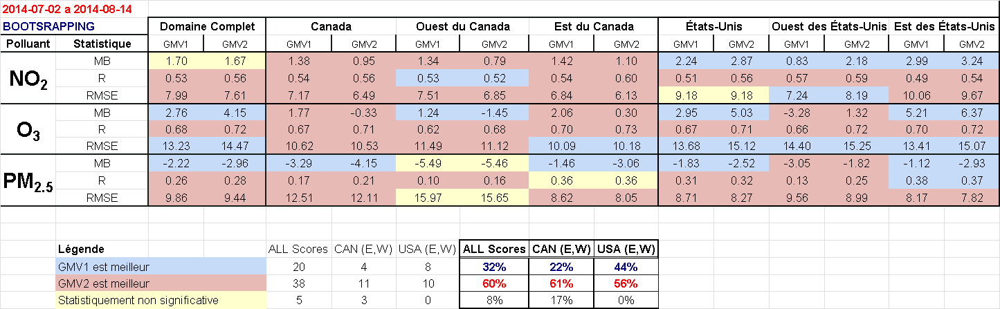 2014-07-02 a 2014-08-14
BOOTSRAPPING Domaine Complet Canada Ouest du Canada Est du Canada États-Unis Ouest des États-Unis Est des États-Unis
Polluant Statistique GMV1 GMV2 GMV1 GMV2 GMV1 GMV2 GMV1 GMV2 GMV1 GMV2 GMV1 GMV2 GMV1 GMV2
NO2
MB 1.70 1.67 1.38 0.95 1.34 0.79 1.42 1.10 2.24 2.87 0.83 2.18 2.99 3.24
R 0.53 0.56 0.54 0.56 0.53 0.52 0.54 0.60 0.51 0.56 0.57 0.59 0.49 0.54
RMSE 7.99 7.61 7.17 6.49 7.51 6.85 6.84 6.13 9.18 9.18 7.24 8.19 10.06 9.67
O3
MB 2.76 4.15 1.77 -0.33 1.24 -1.45 2.06 0.30 2.95 5.03 -3.28 1.32 5.21 6.37
R 0.68 0.72 0.67 0.71 0.62 0.68 0.70 0.73 0.67 0.71 0.66 0.72 0.70 0.72
RMSE 13.23 14.47 10.62 10.53 11.49 11.12 10.09 10.18 13.68 15.12 14.40 15.25 13.41 15.07
PM2.5
MB -2.22 -2.96 -3.29 -4.15 -5.49 -5.46 -1.46 -3.06 -1.83 -2.52 -3.05 -1.82 -1.12 -2.93
R 0.26 0.28 0.17 0.21 0.10 0.16 0.36 0.36 0.31 0.32 0.13 0.25 0.38 0.37
RMSE 9.86 9.44 12.51 12.11 15.97 15.65 8.62 8.05 8.71 8.27 9.56 8.99 8.17 7.82
Légende ALL Scores CAN (E,W) USA (E,W) ALL Scores CAN (E,W) USA (E,W)
GMV1 est meilleur 20 4 8 32% 22% 44%
GMV2 est meilleur 38 11 10 60% 61% 56%
Statistiquement non significative 5 3 0 8% 17% 0%